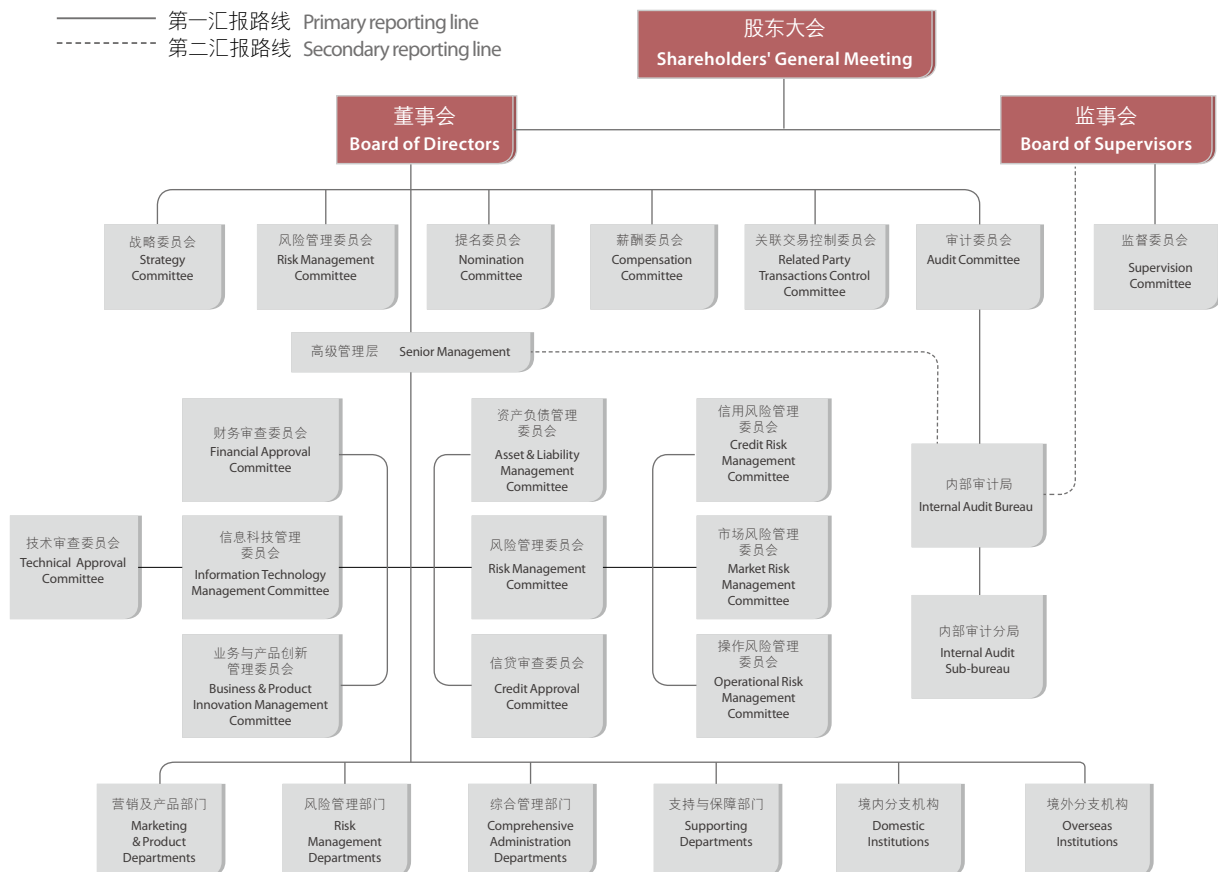 第一汇报路线 Primary reporting line
第二汇报路线 Secondary reporting line
股东大会
Shareholders' General Meeting
董事会
Board of Directors
监事会
Board of Supervisors
战略委员会
Strategy
Committee
风险管理委员会
Risk Management
Committee
提名委员会
Nomination
Committee
薪酬委员会
Compensation
Committee
关联交易控制委员会
Related Party
Transactions Control
Committee
审计委员会
Audit Committee
监督委员会
Supervision
Committee
高级管理层 Senior Management
财务审查委员会
Financial Approval
Committee
资产负债管理
委员会
Asset & Liability
Management
Committee
信用风险管理
委员会
Credit Risk
Management
Committee
内部审计局
Internal Audit Bureau
技术审查委员会
Technical Approval
Committee
信息科技管理
委员会
Information Technology
Management Committee
风险管理委员会
Risk Management
Committee
市场风险管理
委员会
Market Risk
Management
Committee
内部审计分局
Internal Audit
Sub-bureau
业务与产品创新
管理委员会
Business & Product
Innovation Management
Committee
信贷审查委员会
Credit Approval
Committee
操作风险管理
委员会
Operational Risk
Management
Committee
营销及产品部门
Marketing
& Product
Departments
风险管理部门
Risk
Management
Departments
综合管理部门
Comprehensive
Administration
Departments
支持与保障部门
Supporting
Departments
境内分支机构
Domestic
Institutions
境外分支机构
Overseas
Institutions